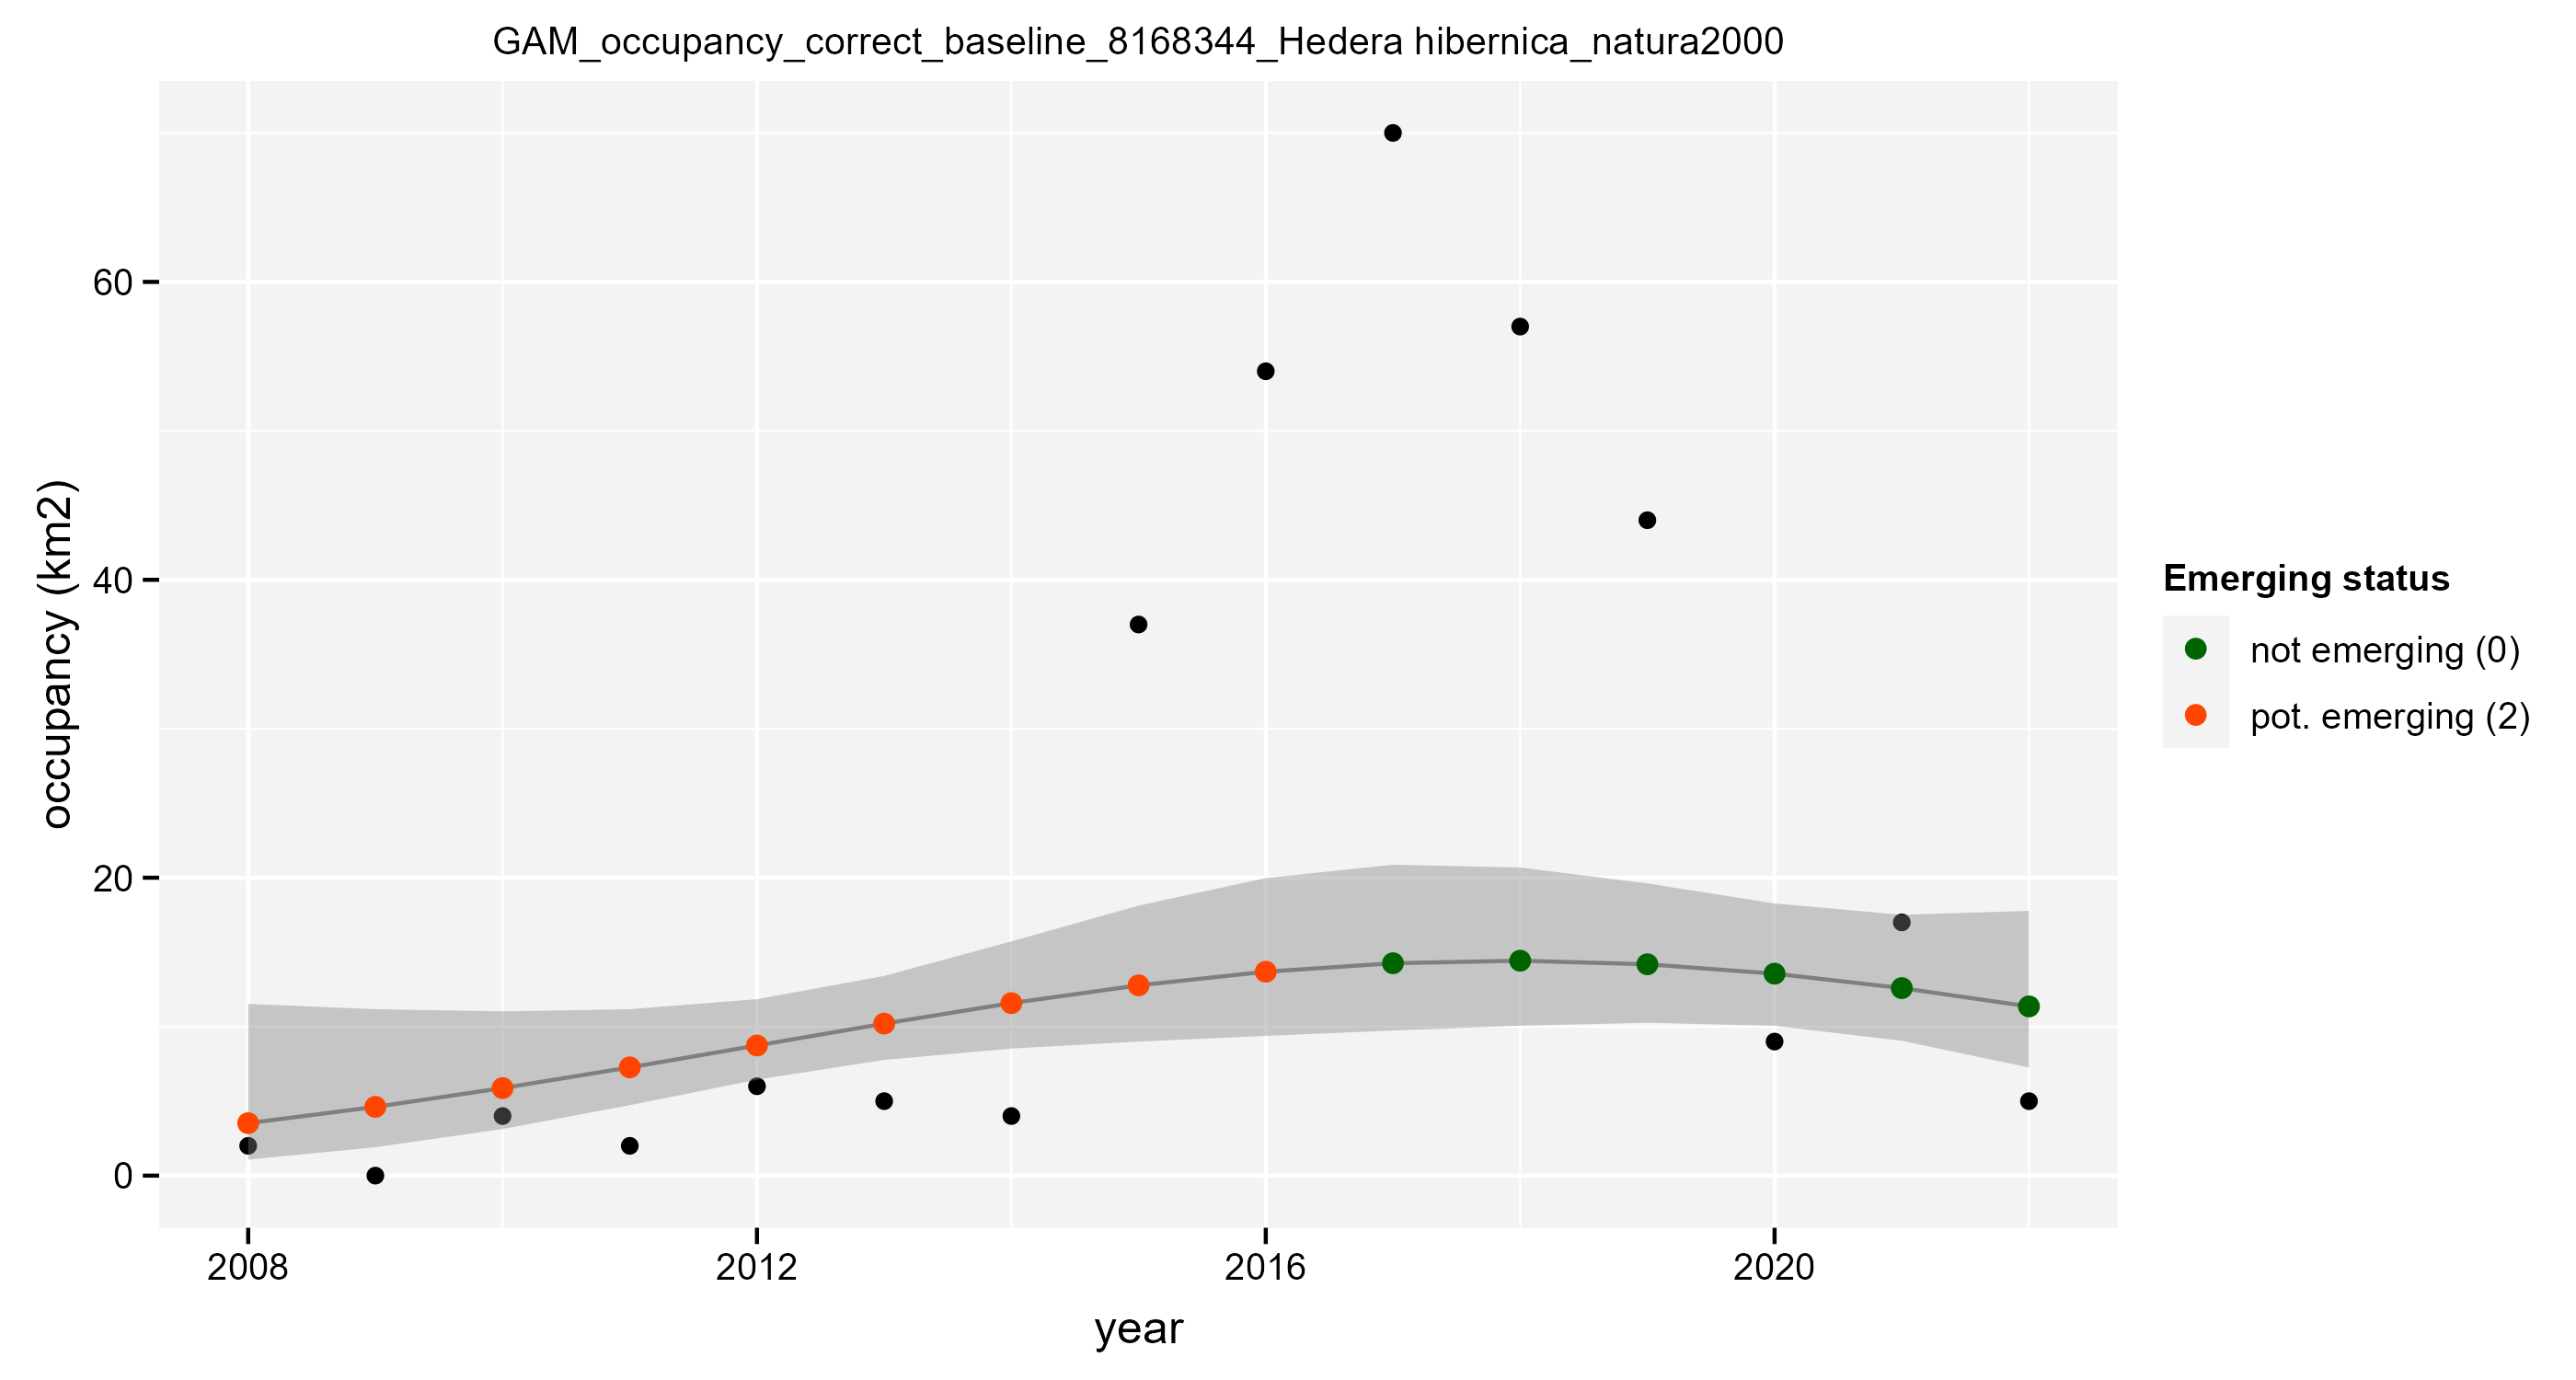 GAM_occupancy_correct_baseline_8168344_Hedera hibernica_natura2000
60
40
20
0
occupancy (km2)
2008
2012
2016
2020
year
Emerging status
not emerging (0)
pot. emerging (2)